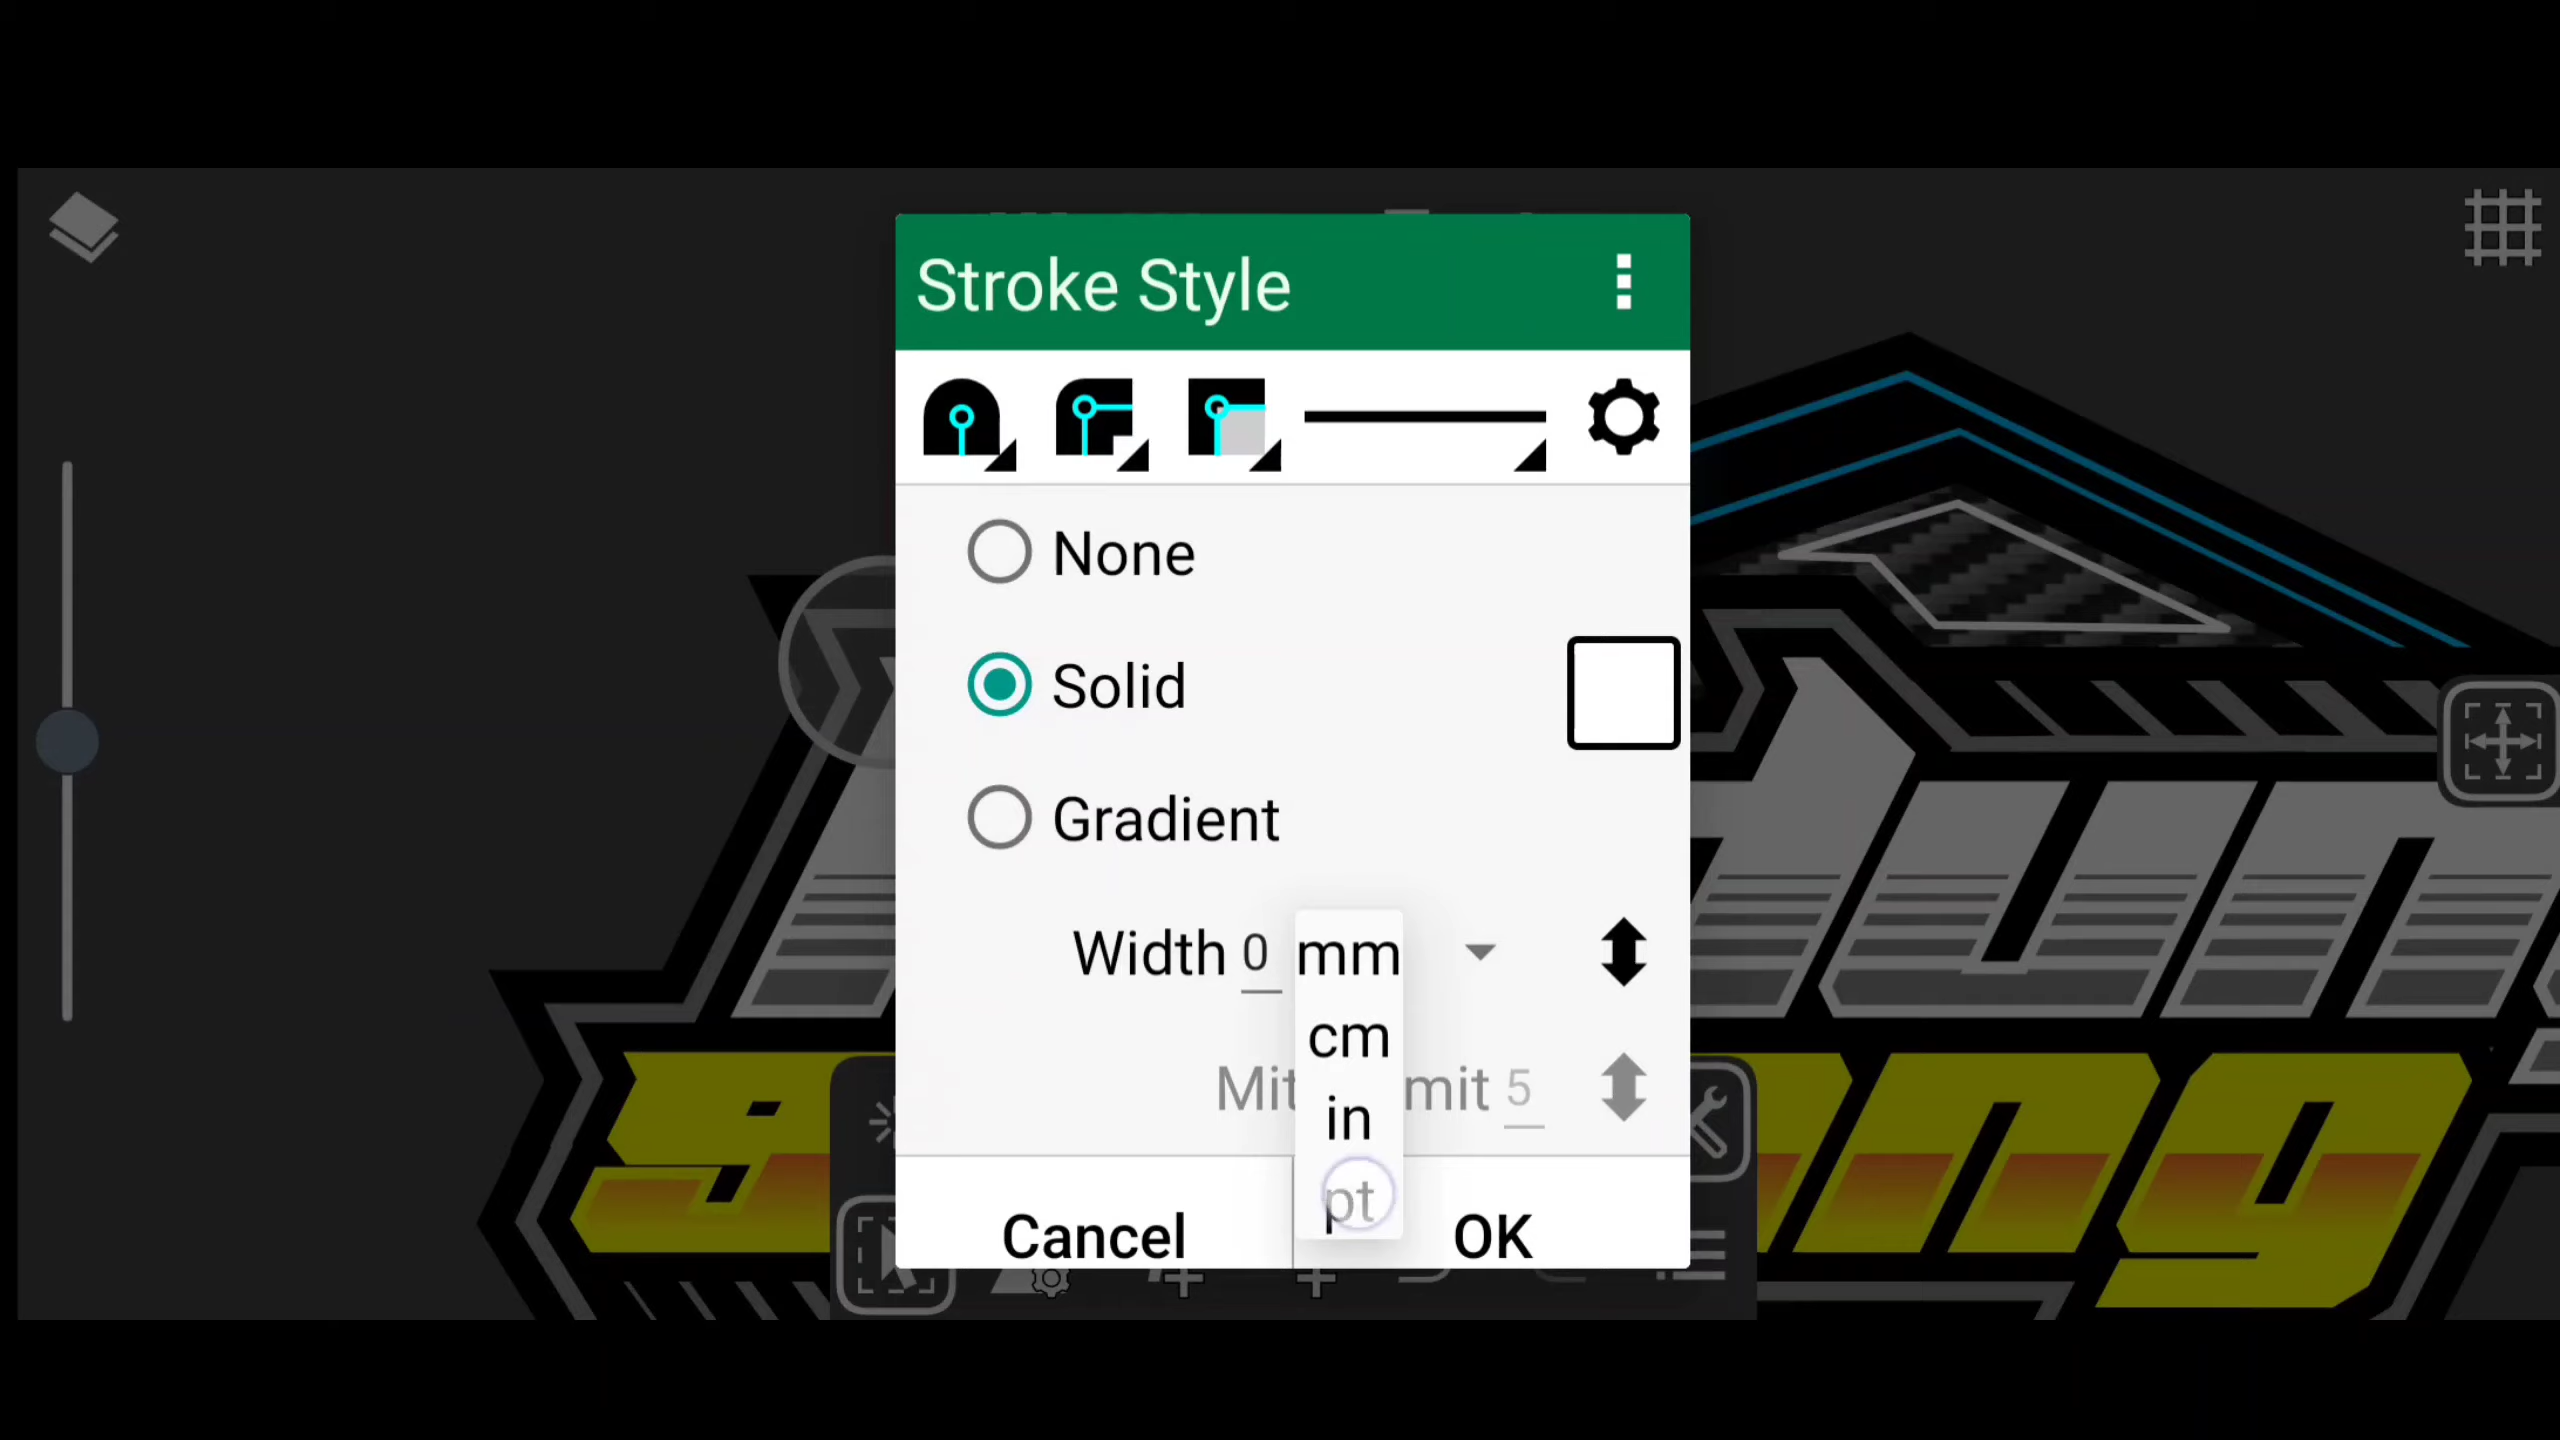 Stroke Style
None
Solid
Gradient
Width 0 mm
cm
Mit mit 5
in
pt
Cancel OK